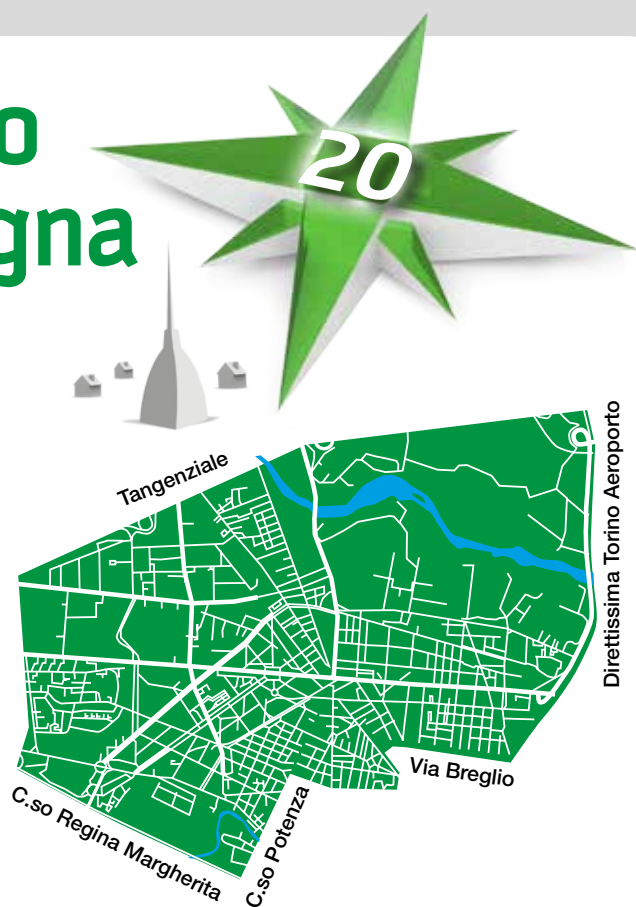 o
gna
20
Tangenziale
Direttissima Torino Aeroporto
Via Breglio
C.so Potenza
C.so Regina Margherita